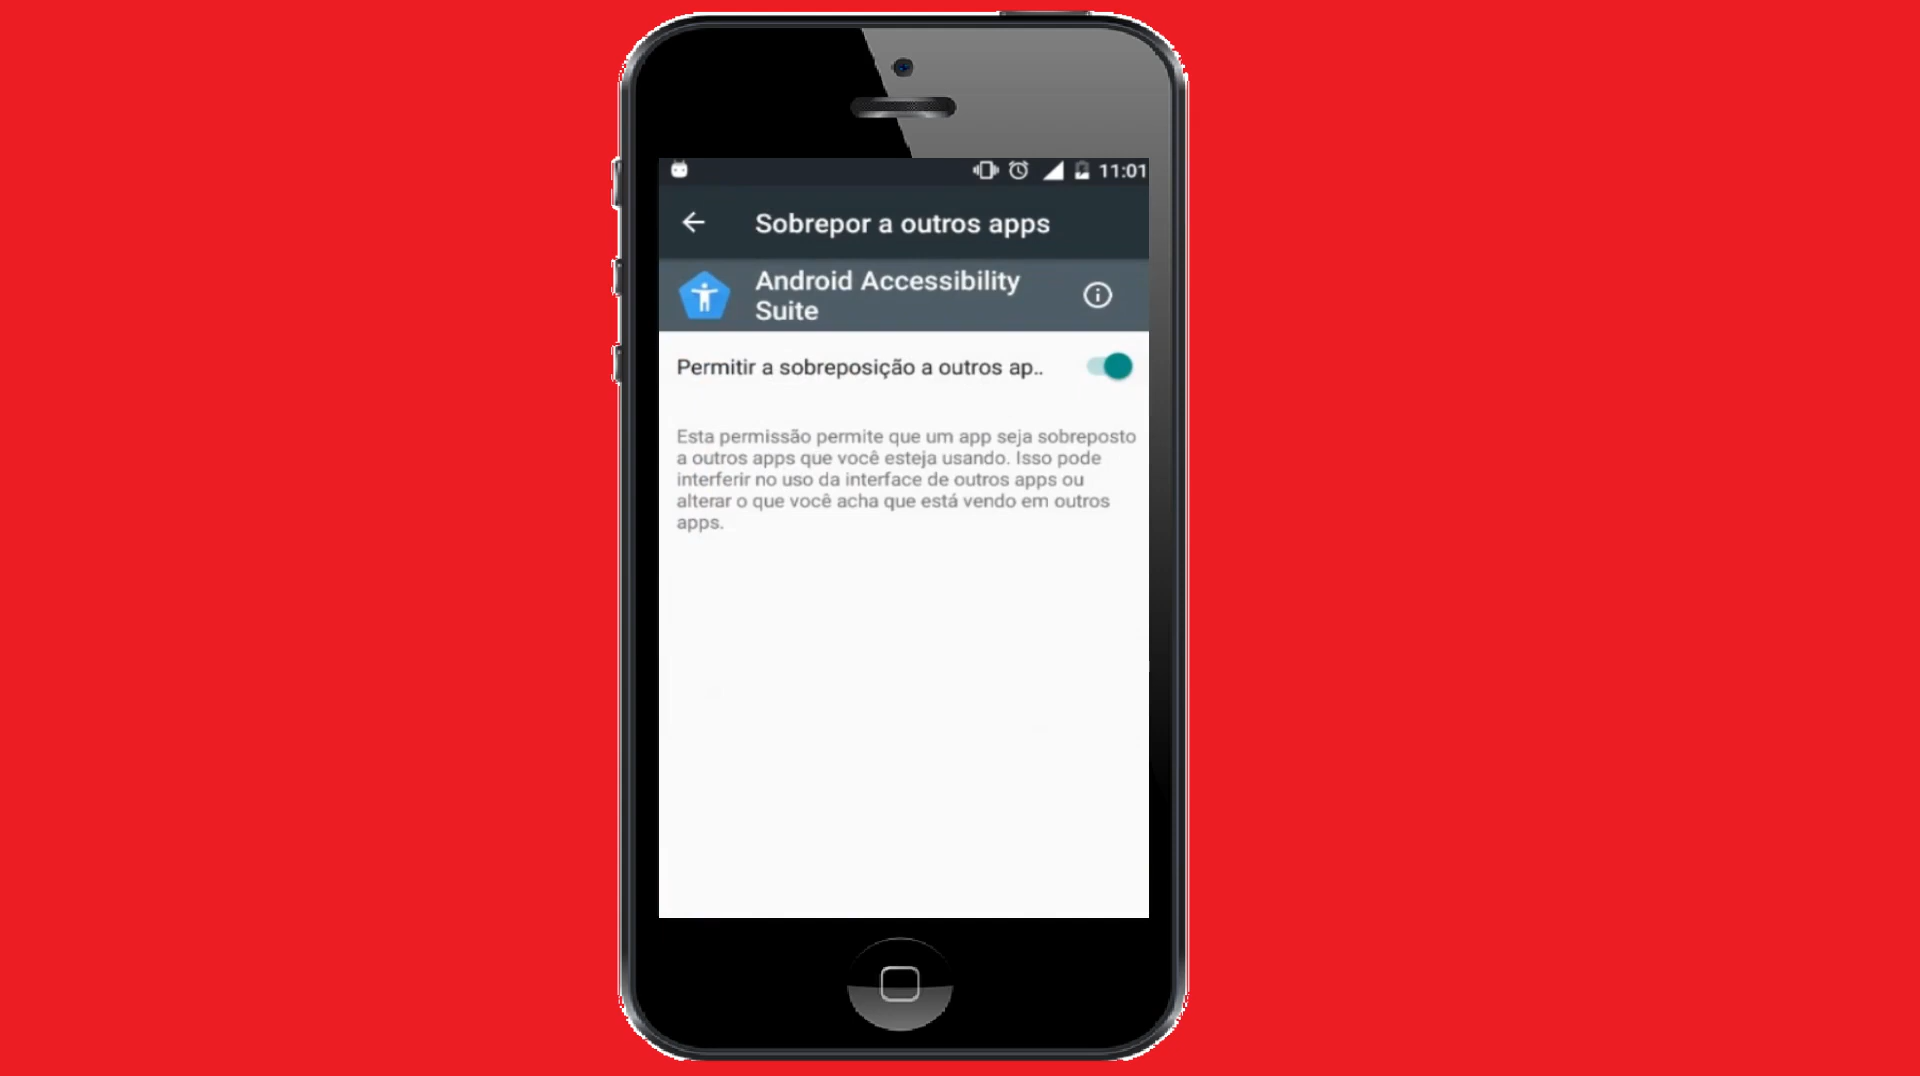 11:01
Sobrepor a outros apps
Android Accessibility
Suite
Permitir a sobreposição a outros ap..
Esta permissão permite que um app seja sobreposto
a outros apps que você esteja usando. Isso pode
interferir no uso da interface de outros apps ou
alterar o que você acha que está vendo em outros
apps.